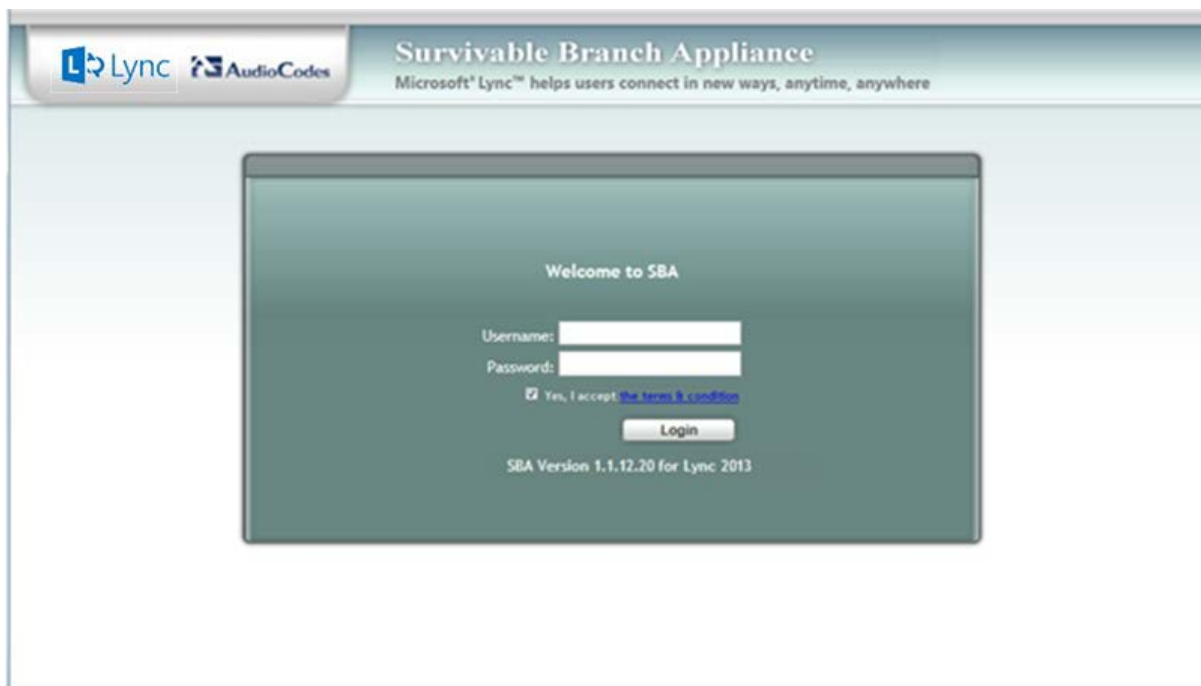 Lync AudioCodes
Survivable Branch Appliance
Microsoft® Lync™ helps users connect in new ways, anytime, anywhere
Welcome to SBA
Username:
Password:
Yes, I accept the terms & condition
Login
SBA Version 1.1.12.20 for Lync 2013